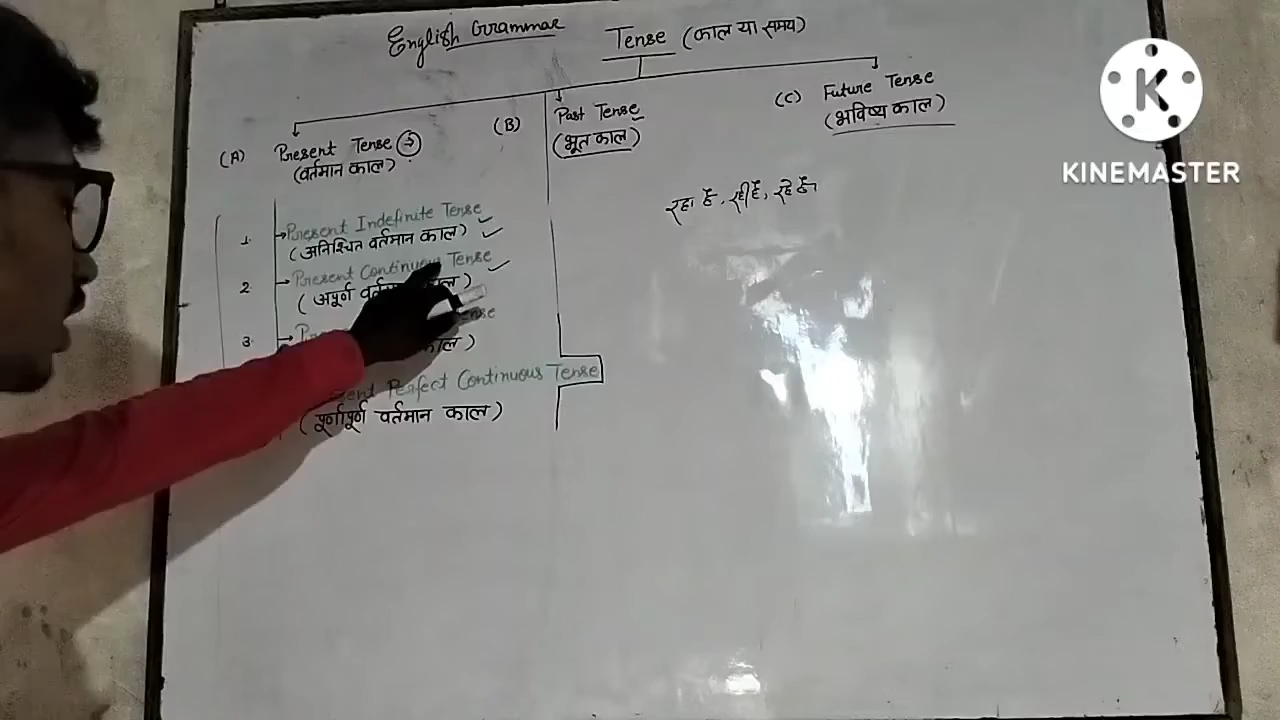 English Grammar
Tense (काल या समय)
(A) Present Tense
(वर्तमान काल)
(B) Past Tense
(भूत काल)
(C) Future Tense
(भविष्य काल)
रहा है, रही है, रहे हैं
1. Present Indefinite Tense
(अनिश्चित वर्तमान काल)
2. Present Continuous Tense
(अपूर्ण काल)
3.
काल)
Perfect Continuous Tense
(पूर्णापूर्ण वर्तमान काल)
KINEMASTER